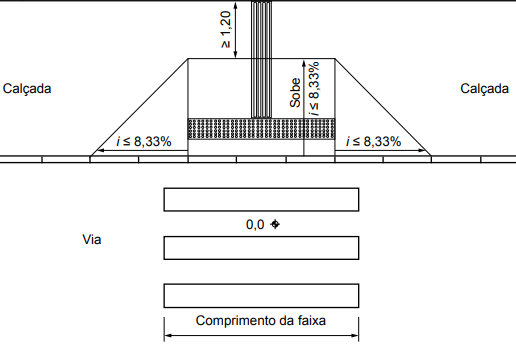 ≥ 1,20
Calçada
Sobe
i ≤ 8,33%
Calçada
i ≤ 8,33%
i ≤ 8,33%
0,0
Via
Comprimento da faixa